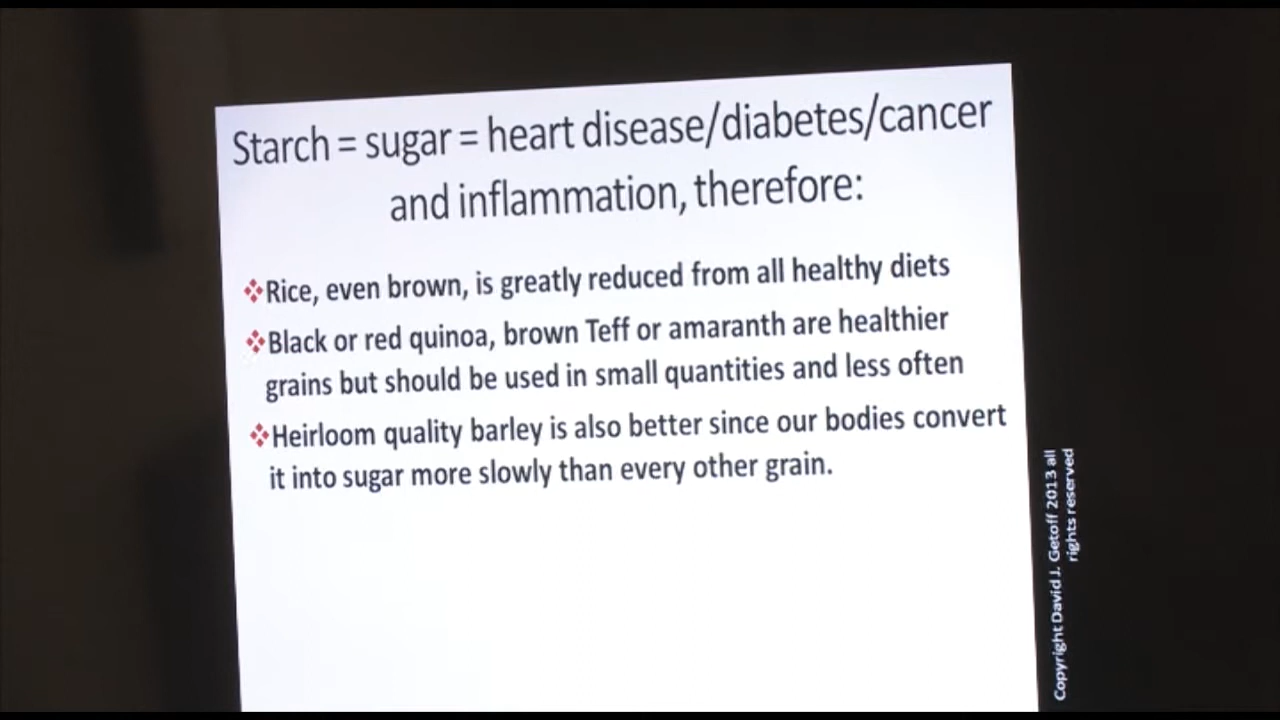 Starch = sugar = heart disease/diabetes/cancer
and inflammation, therefore:
Rice, even brown, is greatly reduced from all healthy diets
Black or red quinoa, brown Teff or amaranth are healthier
grains but should be used in small quantities and less often
Heirloom quality barley is also better since our bodies convert
it into sugar more slowly than every other grain.
Copyright David J. Getoff 2013 all
rights reserved